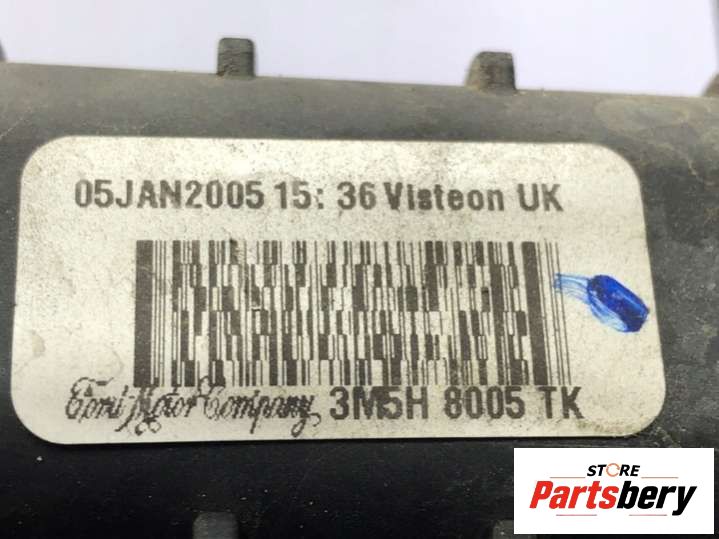 05JAN2005 15: 36 Visteon UK
Ford Motor Company 3M5H 8005 TK
STORE
Partsbery